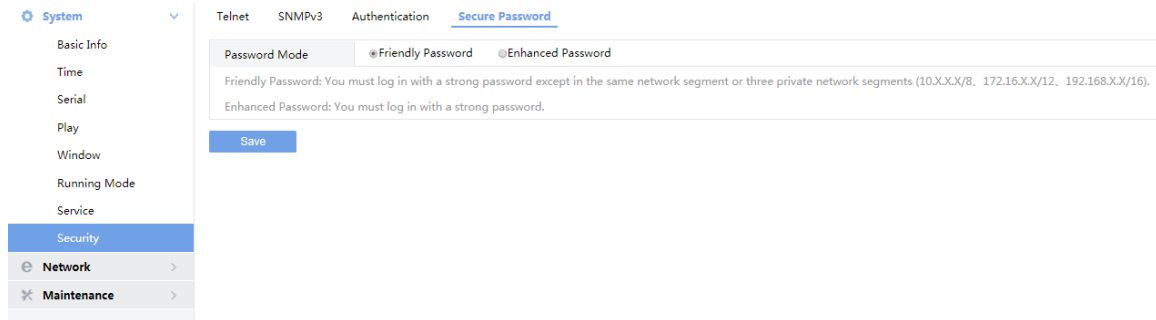 System
Basic Info
Time
Serial
Play
Window
Running Mode
Service
Security
Network
Maintenance
Telnet SNMPv3 Authentication Secure Password
Password Mode Friendly Password Enhanced Password
Friendly Password: You must log in with a strong password except in the same network segment or three private network segments (10.X.X.X/8、172.16.X.X/12、192.168.X.X/16).
Enhanced Password: You must log in with a strong password.
Save